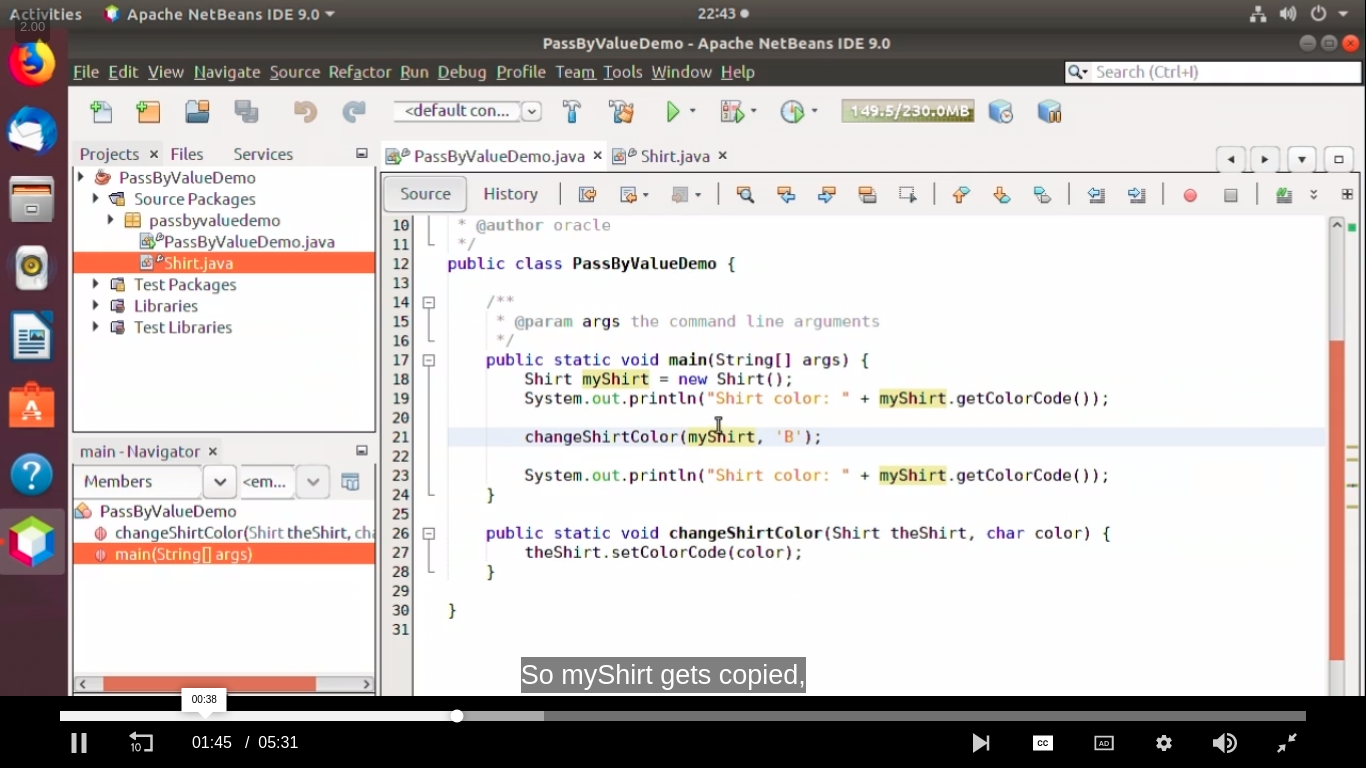 Activities Apache NetBeans IDE 9.0 22:43
2.00
PassByValueDemo - Apache NetBeans IDE 9.0
File Edit View Navigate Source Refactor Run Debug Profile Team Tools Window Help Search (Ctrl+I)
<default con... 149.5/230.0MB
Projects × Files Services PassByValueDemo.java × Shirt.java ×
PassByValueDemo
Source Packages
passbyvaluedemo
PassByValueDemo.java
Shirt.java
Test Packages
Libraries
Test Libraries
Source History
10 * @author oracle
11 */
12 public class PassByValueDemo {
13
14 /**
15 * @param args the command line arguments
16 */
17 public static void main(String[] args) {
18 Shirt myShirt = new Shirt();
19 System.out.println("Shirt color: " + myShirt.getColorCode());
20
21 changeShirtColor(myShirt, 'B');
22
23 System.out.println("Shirt color: " + myShirt.getColorCode());
24 }
25
26 public static void changeShirtColor(Shirt theShirt, char color) {
27 theShirt.setColorCode(color);
28 }
29
30 }
31
main - Navigator ×
Members <em...
PassByValueDemo
changeShirtColor(Shirt theShirt, cha
main(String[] args)
So myShirt gets copied,
00:38
10 01:45 / 05:31 CC AD